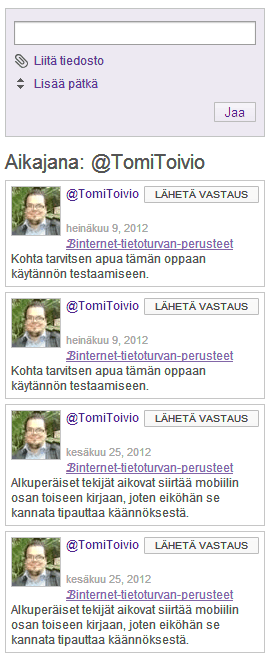 Liitä tiedosto
Lisää pätkä
Jaa
Aikajana: @TomiToivio
@TomiToivio LÄHETÄ VASTAUS
heinäkuu 9, 2012
internet-tietoturvan-perusteet
Kohta tarvitsen apua tämän oppaan
käytännön testaamiseen.
@TomiToivio LÄHETÄ VASTAUS
heinäkuu 9, 2012
internet-tietoturvan-perusteet
Kohta tarvitsen apua tämän oppaan
käytännön testaamiseen.
@TomiToivio LÄHETÄ VASTAUS
kesäkuu 25, 2012
internet-tietoturvan-perusteet
Alkuperäiset tekijät aikovat siirtää mobiilin
osan toiseen kirjaan, joten eiköhän se
kannata tipauttaa käännöksestä.
@TomiToivio LÄHETÄ VASTAUS
kesäkuu 25, 2012
internet-tietoturvan-perusteet
Alkuperäiset tekijät aikovat siirtää mobiilin
osan toiseen kirjaan, joten eiköhän se
kannata tipauttaa käännöksestä.